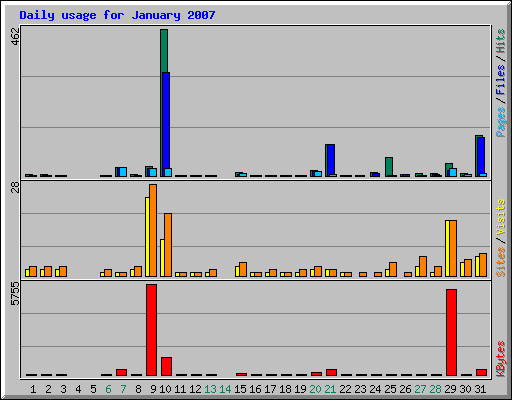 Daily usage for January 2007
462
Pages / Files / Hits
28
Sites / Visits
5755
KBytes
1 2 3 4 5 6 7 8 9 10 11 12 13 14 15 16 17 18 19 20 21 22 23 24 25 26 27 28 29 30 31